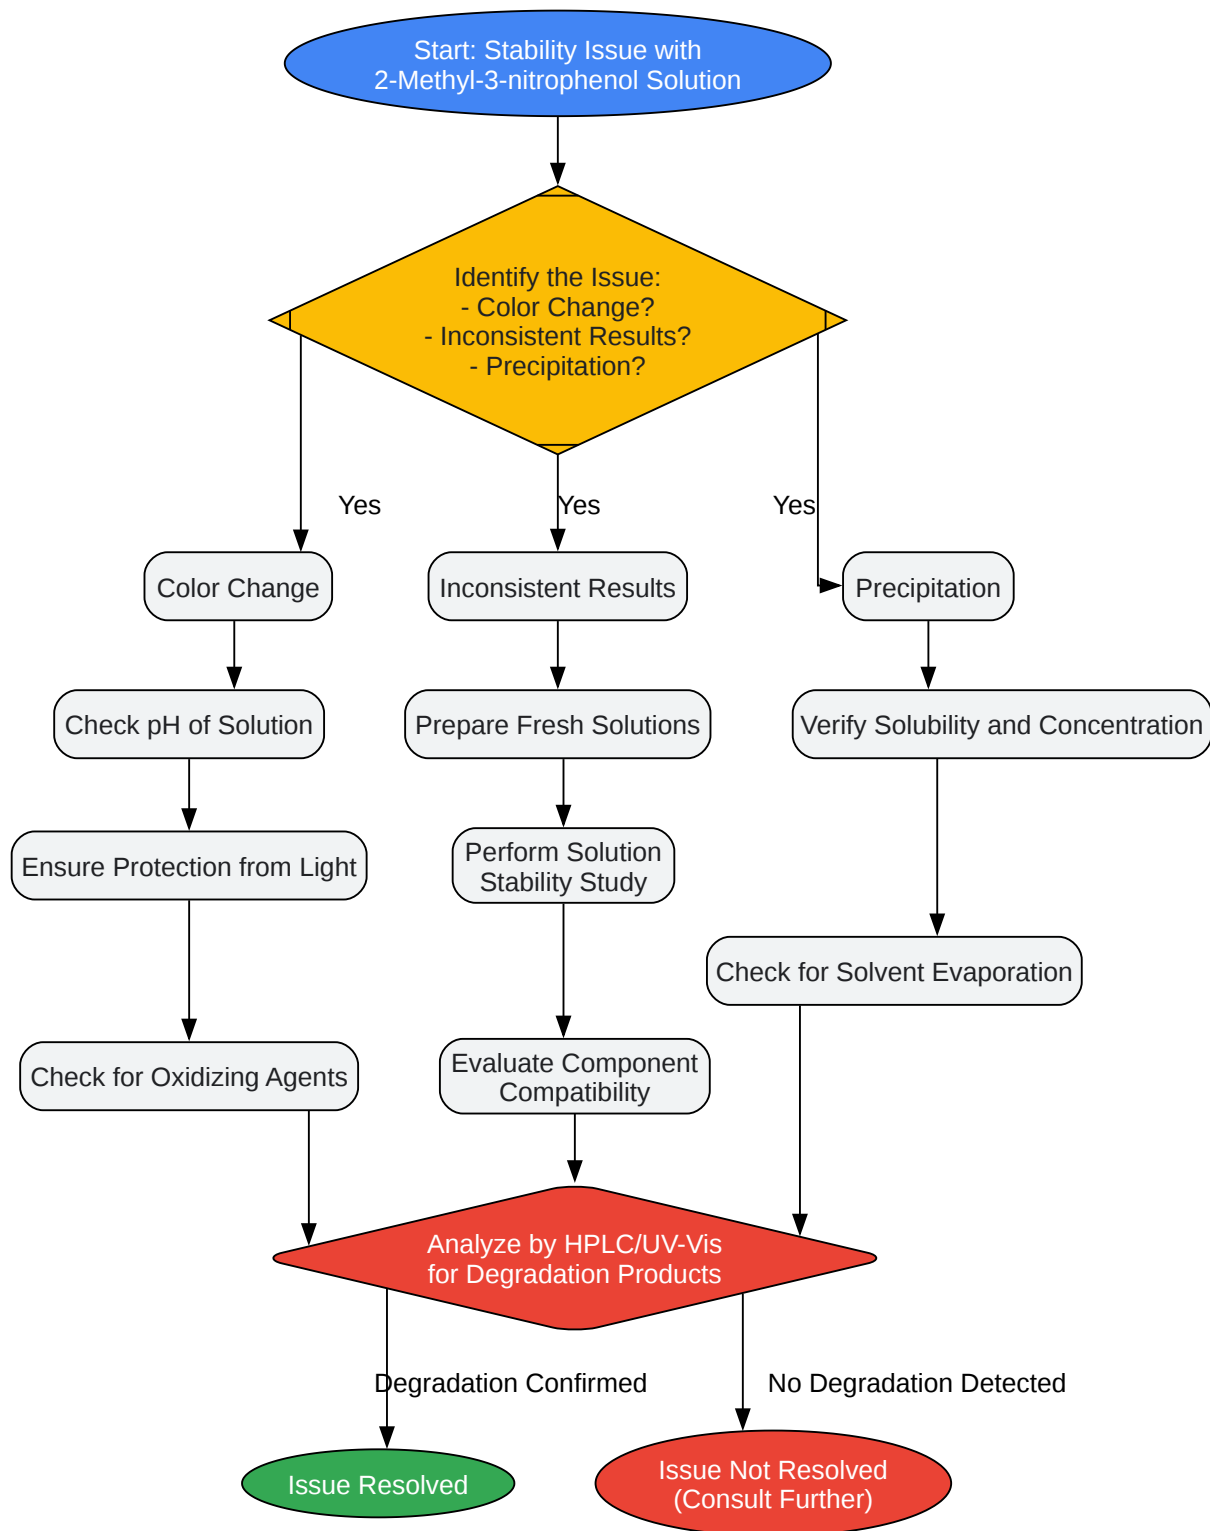 Start: Stability Issue with
2-Methyl-3-nitrophenol Solution
Identify the Issue:
- Color Change?
- Inconsistent Results?
- Precipitation?
Yes
Yes
Yes
Color Change
Inconsistent Results
Precipitation
Check pH of Solution
Prepare Fresh Solutions
Verify Solubility and Concentration
Ensure Protection from Light
Perform Solution
Stability Study
Check for Solvent Evaporation
Check for Oxidizing Agents
Evaluate Component
Compatibility
Analyze by HPLC/UV-Vis
for Degradation Products
Degradation Confirmed
No Degradation Detected
Issue Resolved
Issue Not Resolved
(Consult Further)